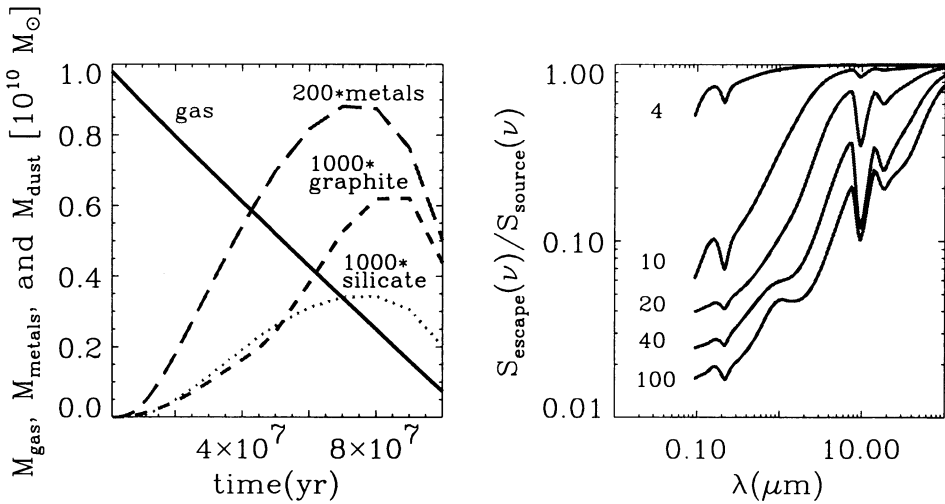 M_gas, M_metals, and M_dust [10^10 M_⊙]
1.0
0.8
0.6
0.4
0.2
0.0
gas
200*metals
1000*
graphite
1000*
silicate
4×10^7
8×10^7
time(yr)
S_escape(ν)/S_source(ν)
1.00
0.10
0.01
4
10
20
40
100
0.10
10.00
λ(μm)